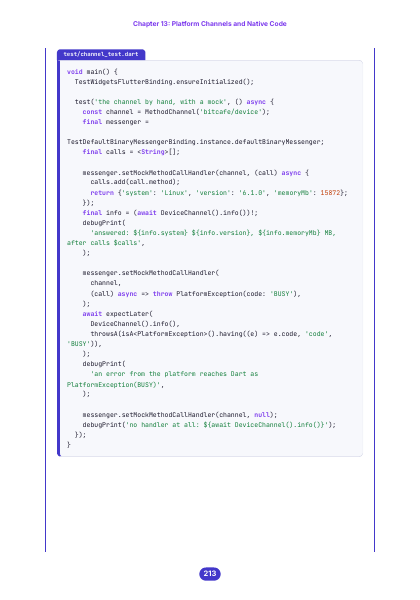 Chapter 13: Platform Channels and Native Code
test/channel_test.dart
void main() {
  TestWidgetsFlutterBinding.ensureInitialized();

  test('the channel by hand, with a mock', () async {
    const channel = MethodChannel('bitcafe/device');
    final messenger =

TestDefaultBinaryMessengerBinding.instance.defaultBinaryMessenger;
    final calls = <String>[];

    messenger.setMockMethodCallHandler(channel, (call) async {
      calls.add(call.method);
      return {'system': 'Linux', 'version': '6.1.0', 'memoryMb': 15872};
    });
    final info = (await DeviceChannel().info())!;
    debugPrint(
      'answered: ${info.system} ${info.version}, ${info.memoryMb} MB,
after calls $calls',
    );

    messenger.setMockMethodCallHandler(
      channel,
      (call) async => throw PlatformException(code: 'BUSY'),
    );
    await expectLater(
      DeviceChannel().info(),
      throwsA(isA<PlatformException>().having((e) => e.code, 'code',
'BUSY')),
    );
    debugPrint(
      'an error from the platform reaches Dart as
PlatformException(BUSY)',
    );

    messenger.setMockMethodCallHandler(channel, null);
    debugPrint('no handler at all: ${await DeviceChannel().info()}');
  });
}
213